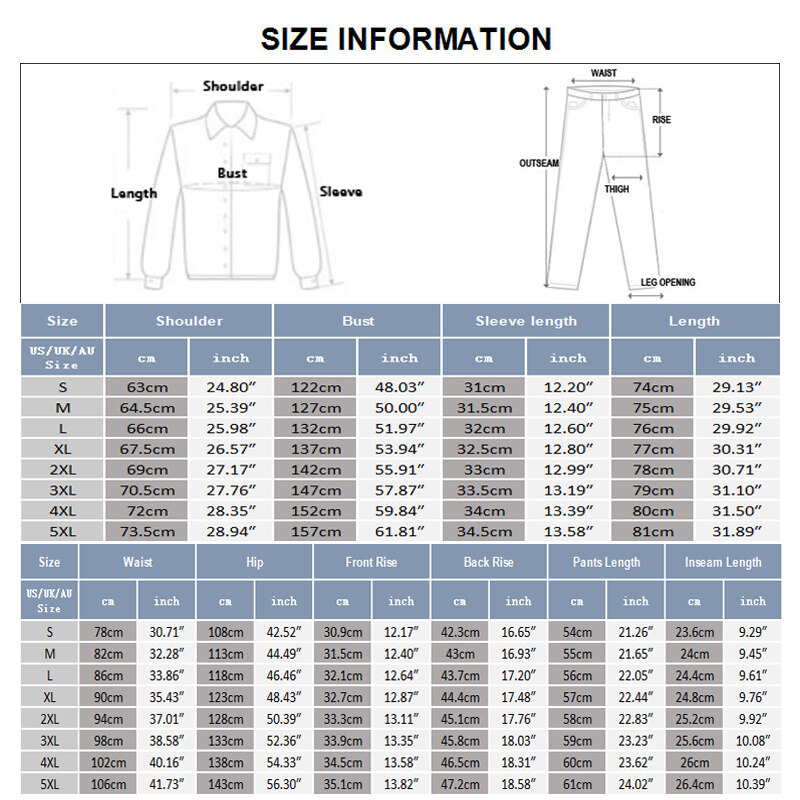 SIZE INFORMATION
Shoulder
Bust
Length
Sleeve
WAIST
RISE
OUTSEAM
THIGH
LEG OPENING
Size Shoulder Bust Sleeve length Length
US/UK/AU Size cm inch cm inch cm inch cm inch
S 63cm 24.80” 122cm 48.03” 31cm 12.20” 74cm 29.13”
M 64.5cm 25.39” 127cm 50.00” 31.5cm 12.40” 75cm 29.53”
L 66cm 25.98” 132cm 51.97” 32cm 12.60” 76cm 29.92”
XL 67.5cm 26.57” 137cm 53.94” 32.5cm 12.80” 77cm 30.31”
2XL 69cm 27.17” 142cm 55.91” 33cm 12.99” 78cm 30.71”
3XL 70.5cm 27.76” 147cm 57.87” 33.5cm 13.19” 79cm 31.10”
4XL 72cm 28.35” 152cm 59.84” 34cm 13.39” 80cm 31.50”
5XL 73.5cm 28.94” 157cm 61.81” 34.5cm 13.58” 81cm 31.89”
Size Waist Hip Front Rise Back Rise Pants Length Inseam Length
US/UK/AU Size cm inch cm inch cm inch cm inch cm inch cm inch
S 78cm 30.71” 108cm 42.52” 30.9cm 12.17” 42.3cm 16.65” 54cm 21.26” 23.6cm 9.29”
M 82cm 32.28” 113cm 44.49” 31.5cm 12.40” 43cm 16.93” 55cm 21.65” 24cm 9.45”
L 86cm 33.86” 118cm 46.46” 32.1cm 12.64” 43.7cm 17.20” 56cm 22.05” 24.4cm 9.61”
XL 90cm 35.43” 123cm 48.43” 32.7cm 12.87” 44.4cm 17.48” 57cm 22.44” 24.8cm 9.76”
2XL 94cm 37.01” 128cm 50.39” 33.3cm 13.11” 45.1cm 17.76” 58cm 22.83” 25.2cm 9.92”
3XL 98cm 38.58” 133cm 52.36” 33.9cm 13.35” 45.8cm 18.03” 59cm 23.23” 25.6cm 10.08”
4XL 102cm 40.16” 138cm 54.33” 34.5cm 13.58” 46.5cm 18.31” 60cm 23.62” 26cm 10.24”
5XL 106cm 41.73” 143cm 56.30” 35.1cm 13.82” 47.2cm 18.58” 61cm 24.02” 26.4cm 10.39”